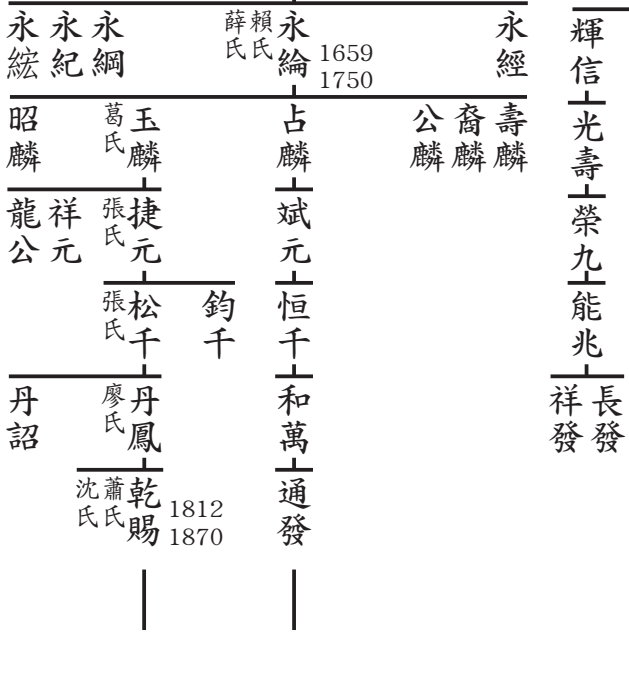 輝信
光壽
榮九
能兆
長發
祥發
永經
永綸
賴氏
薛氏
1659
1750
永綱
永紀
永綋
壽麟
裔麟
公麟
占麟
玉麟
葛氏
昭麟
斌元
捷元
張氏
祥元
龍公
恒千
鈞千
松千
張氏
和萬
丹鳳
廖氏
丹詔
通發
乾賜
蕭氏
沈氏
1812
1870